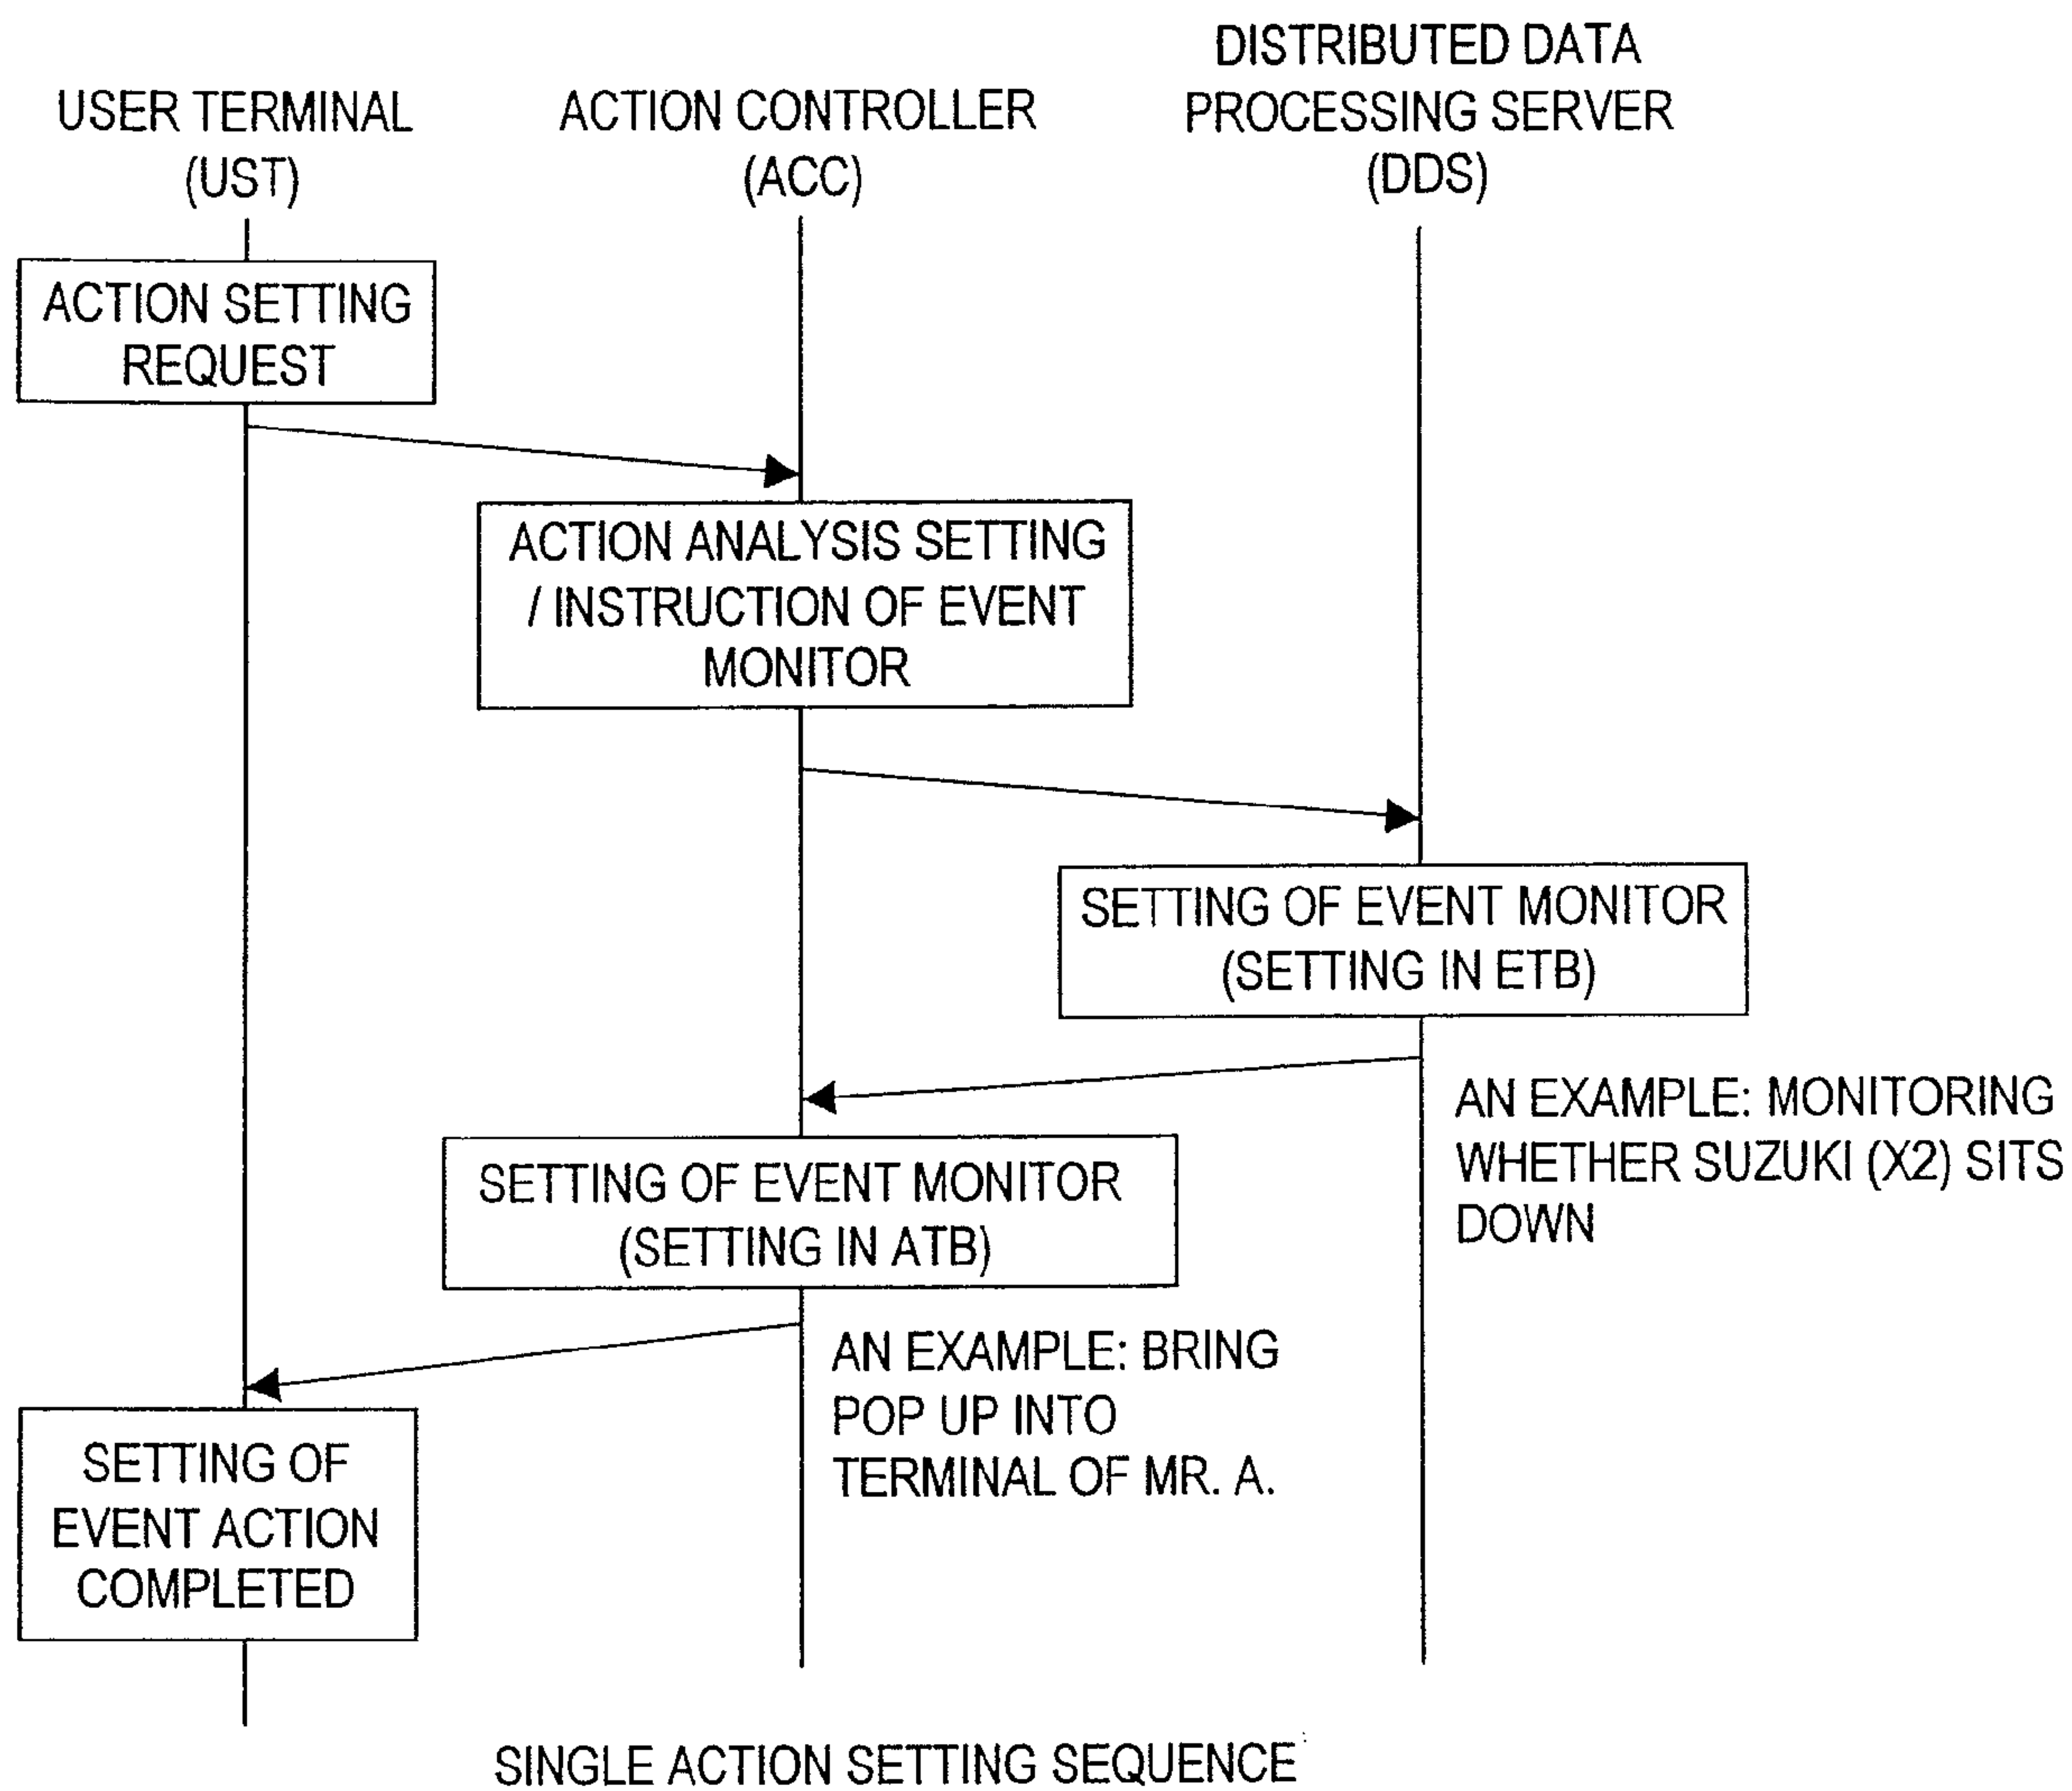 USER TERMINAL
(UST)
ACTION CONTROLLER
(ACC)
DISTRIBUTED DATA
PROCESSING SERVER
(DDS)
ACTION SETTING
REQUEST
ACTION ANALYSIS SETTING
/ INSTRUCTION OF EVENT
MONITOR
SETTING OF EVENT MONITOR
(SETTING IN ETB)
AN EXAMPLE: MONITORING
WHETHER SUZUKI (X2) SITS
DOWN
SETTING OF EVENT MONITOR
(SETTING IN ATB)
AN EXAMPLE: BRING
POP UP INTO
TERMINAL OF MR. A.
SETTING OF
EVENT ACTION
COMPLETED
SINGLE ACTION SETTING SEQUENCE